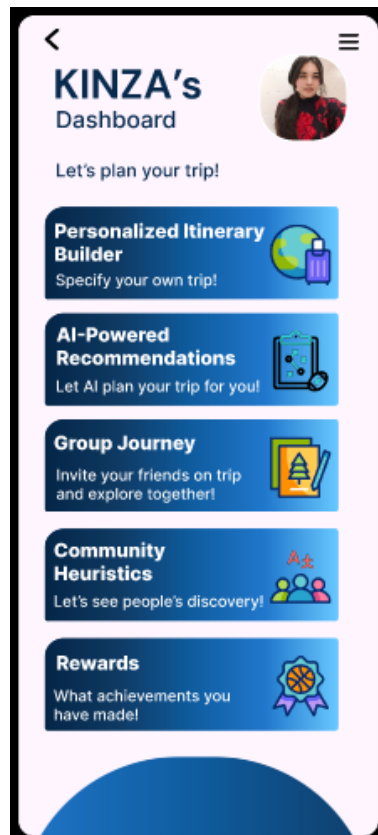 KINZA's
Dashboard
Let's plan your trip!
Personalized Itinerary
Builder
Specify your own trip!
AI-Powered
Recommendations
Let AI plan your trip for you!
Group Journey
Invite your friends on trip
and explore together!
Community
Heuristics
Let's see people's discovery!
A文
Rewards
What achievements you
have made!